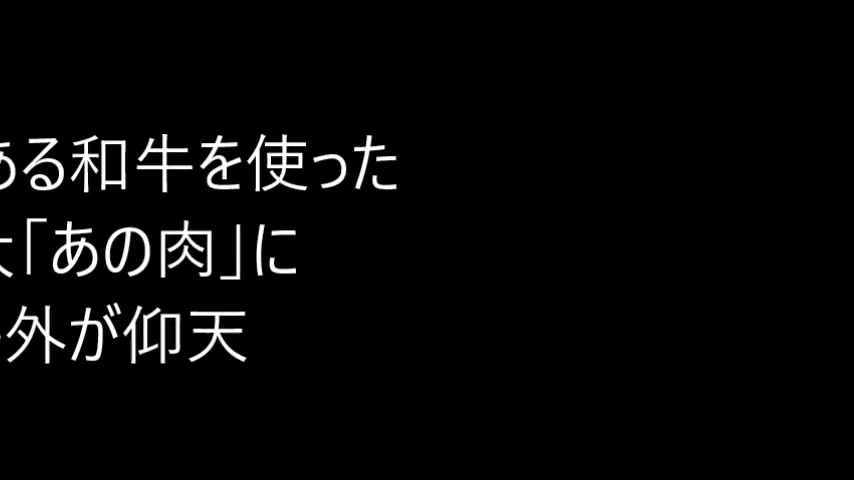 ある和牛を使った
「あの肉」に
外が仰天